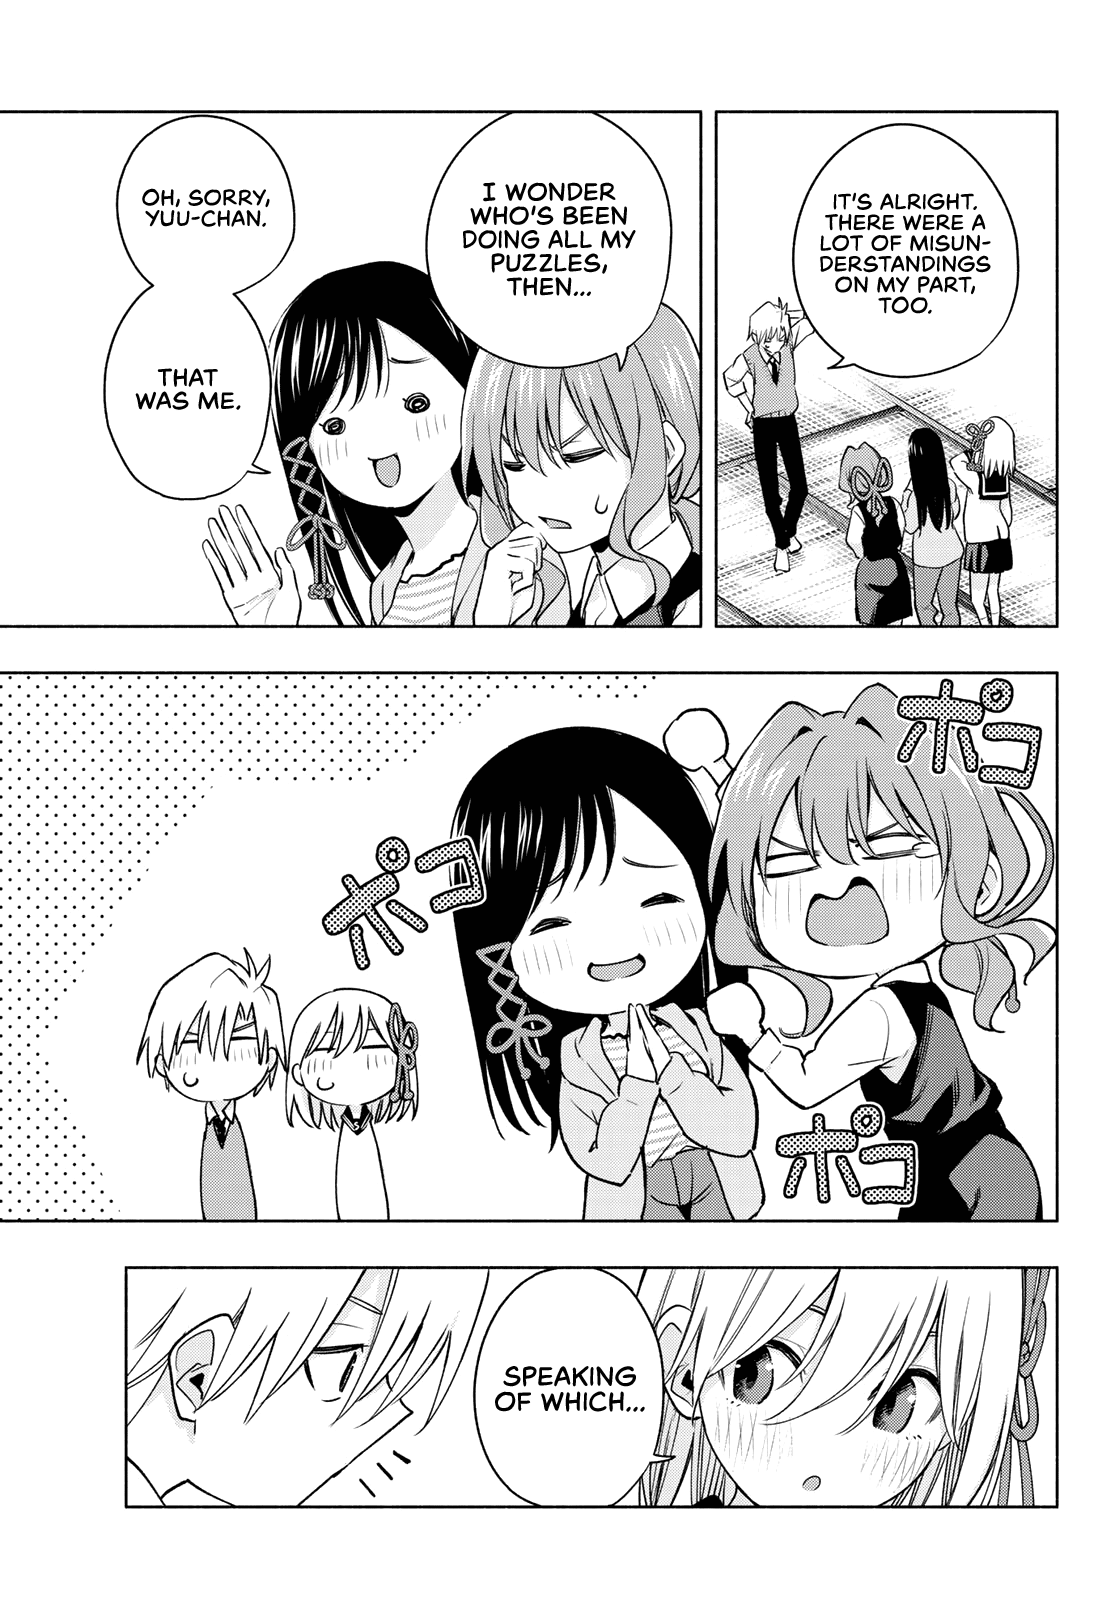 IT'S ALRIGHT.
THERE WERE A
LOT OF MISUN-
DERSTANDINGS
ON MY PART,
TOO.
I WONDER
WHO'S BEEN
DOING ALL MY
PUZZLES,
THEN...
OH, SORRY,
YUU-CHAN.
THAT
WAS ME.
ポコ
ポコ
ポコ
SPEAKING
OF WHICH...